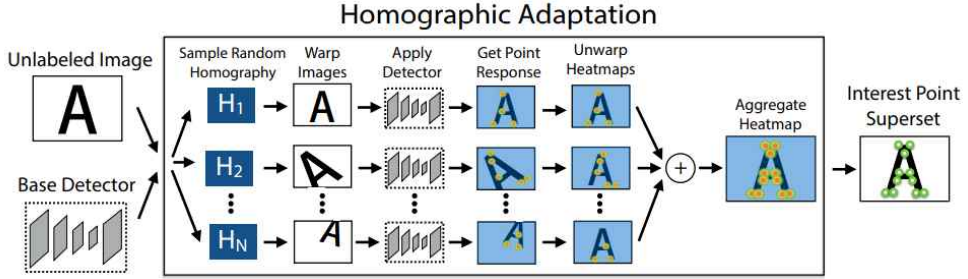 Homographic Adaptation
Unlabeled Image
A
Base Detector
Sample Random
Homography
Warp
Images
Apply
Detector
Get Point
Response
Unwarp
Heatmaps
H1
A
A
A
H2
A
A
A
HN
A
A
A
+
Aggregate
Heatmap
A
Interest Point
Superset
A